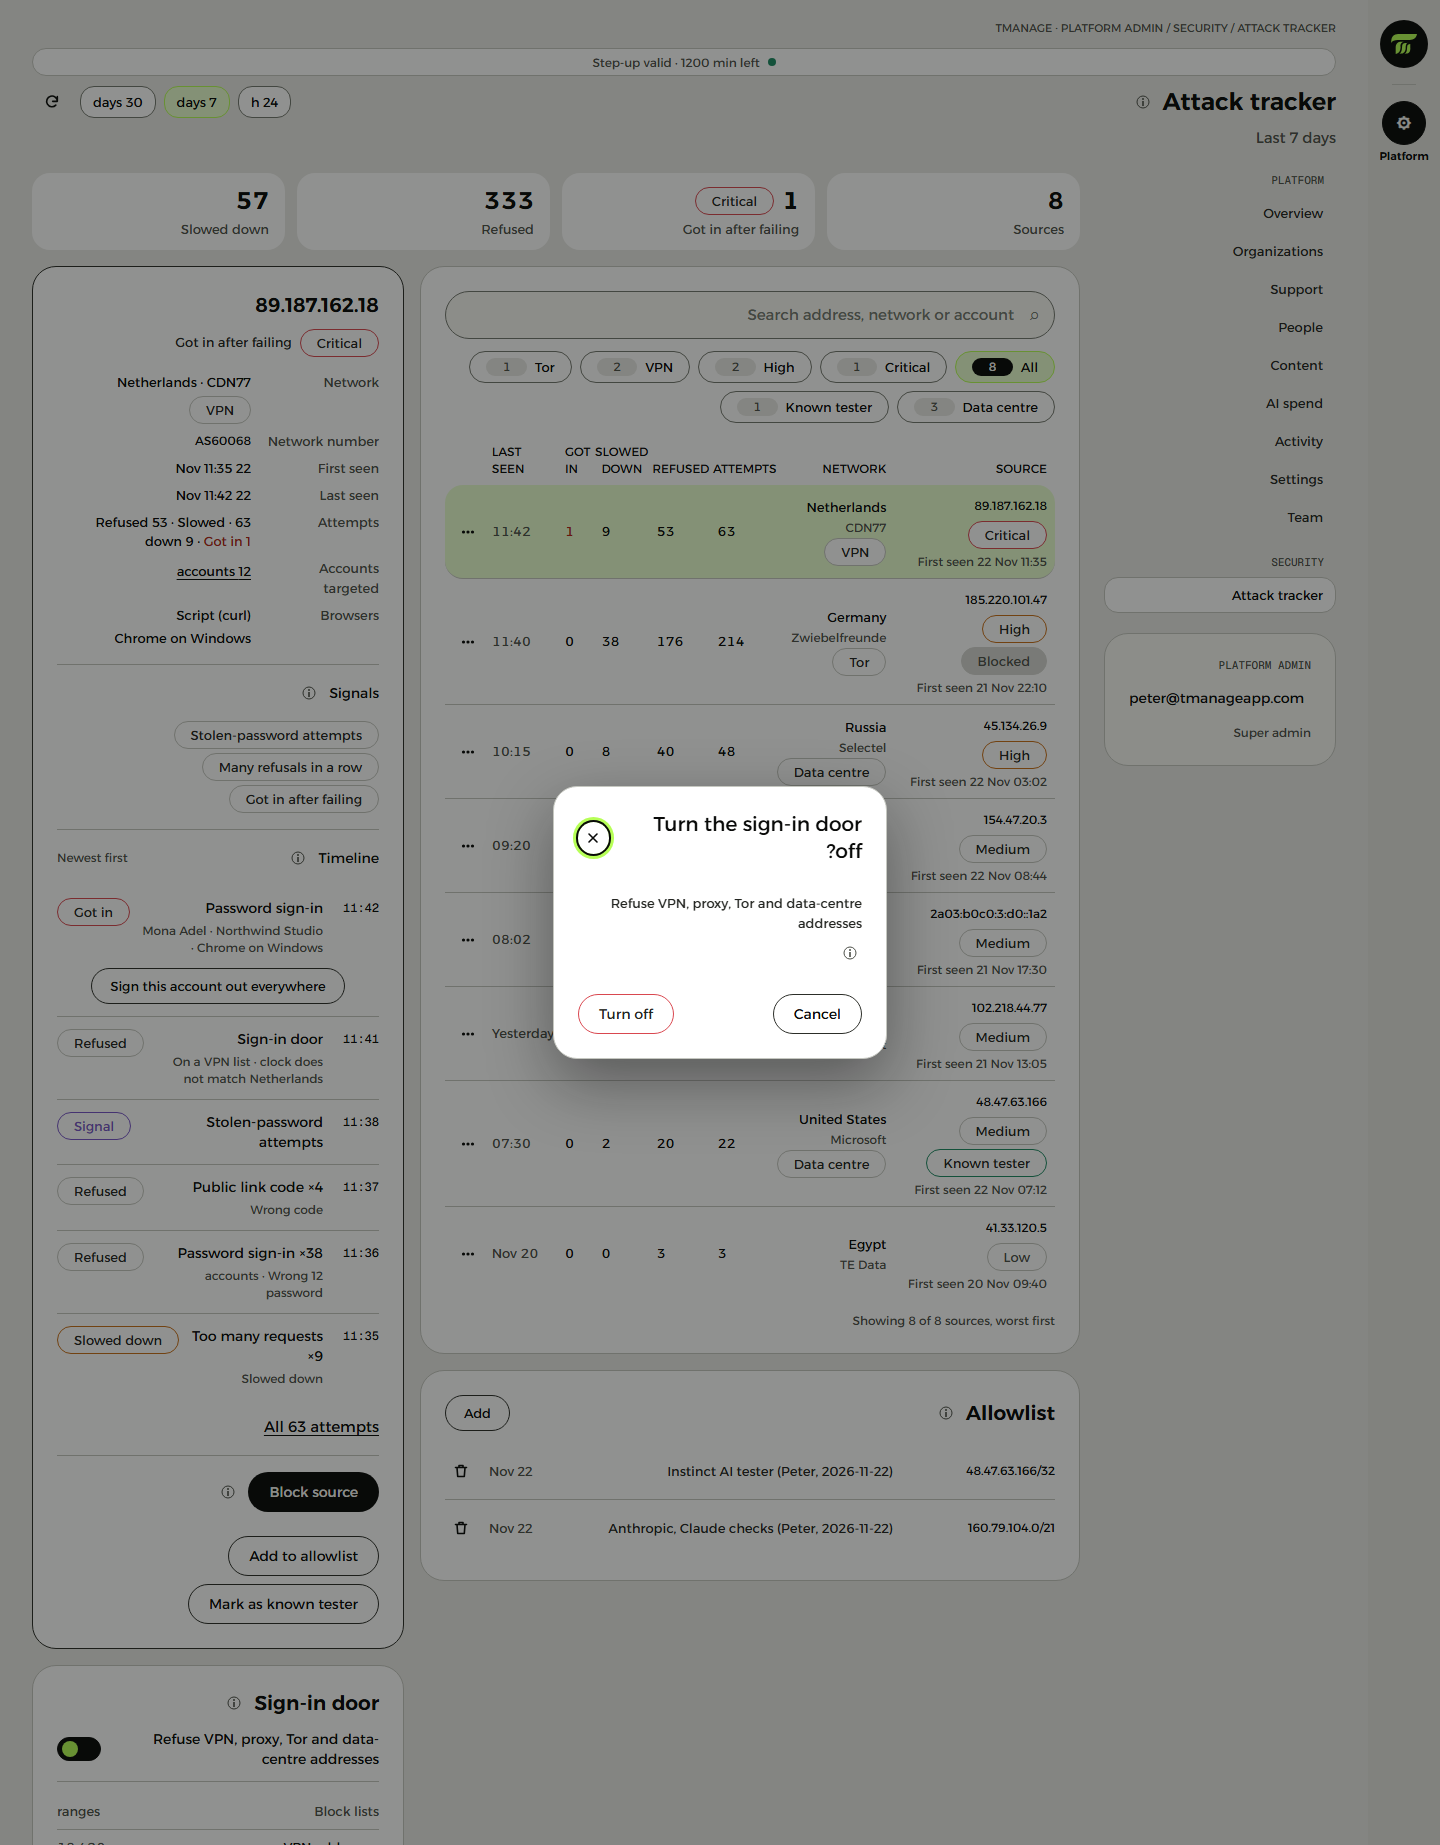 TMANAGE · PLATFORM ADMIN / SECURITY / ATTACK TRACKER
Step-up valid · 1200 min left
Attack tracker
days 30
days 7
h 24
Last 7 days
Platform
PLATFORM
Overview
Organizations
Support
People
Content
AI spend
Activity
Settings
Team
SECURITY
Attack tracker
PLATFORM ADMIN
peter@tmanageapp.com
Super admin
8
Sources
1
Critical
Got in after failing
333
Refused
57
Slowed down
Search address, network or account
All 8
Critical 1
High 2
VPN 2
Tor 1
Data centre 3
Known tester 1
SOURCE
NETWORK
ATTEMPTS
REFUSED
SLOWED DOWN
GOT IN
LAST SEEN
89.187.162.18
Critical
First seen 22 Nov 11:35
Netherlands
CDN77
VPN
63
53
9
1
11:42
185.220.101.47
High
Blocked
First seen 21 Nov 22:10
Germany
Zwiebelfreunde
Tor
214
176
38
0
11:40
45.134.26.9
High
First seen 22 Nov 03:02
Russia
Selectel
Data centre
48
40
8
0
10:15
154.47.20.3
Medium
First seen 22 Nov 08:44
09:20
2a03:b0c0:3:d0::1a2
Medium
First seen 21 Nov 17:30
08:02
102.218.44.77
Medium
First seen 21 Nov 13:05
Yesterday
48.47.63.166
Medium
Known tester
First seen 22 Nov 07:12
United States
Microsoft
Data centre
22
20
2
0
07:30
41.33.120.5
Low
First seen 20 Nov 09:40
Egypt
TE Data
3
3
0
0
Nov 20
Showing 8 of 8 sources, worst first
Allowlist
Add
48.47.63.166/32
Instinct AI tester (Peter, 2026-11-22)
Nov 22
160.79.104.0/21
Anthropic, Claude checks (Peter, 2026-11-22)
Nov 22
89.187.162.18
Critical
Got in after failing
Network
Netherlands · CDN77
VPN
Network number
AS60068
First seen
Nov 11:35 22
Last seen
Nov 11:42 22
Attempts
Refused 53 · Slowed · 63
down 9 · Got in 1
Accounts
targeted
accounts 12
Browsers
Script (curl)
Chrome on Windows
Signals
Stolen-password attempts
Many refusals in a row
Got in after failing
Timeline
Newest first
11:42
Password sign-in
Mona Adel · Northwind Studio
· Chrome on Windows
Got in
Sign this account out everywhere
11:41
Sign-in door
On a VPN list · clock does
not match Netherlands
Refused
11:38
Stolen-password
attempts
Signal
11:37
Public link code ×4
Wrong code
Refused
11:36
Password sign-in ×38
accounts · Wrong 12
password
Refused
11:35
Too many requests
×9
Slowed down
Slowed down
All 63 attempts
Block source
Add to allowlist
Mark as known tester
Sign-in door
Refuse VPN, proxy, Tor and data-
centre addresses
Block lists
ranges
Turn the sign-in door
?off
Refuse VPN, proxy, Tor and data-centre
addresses
Turn off
Cancel